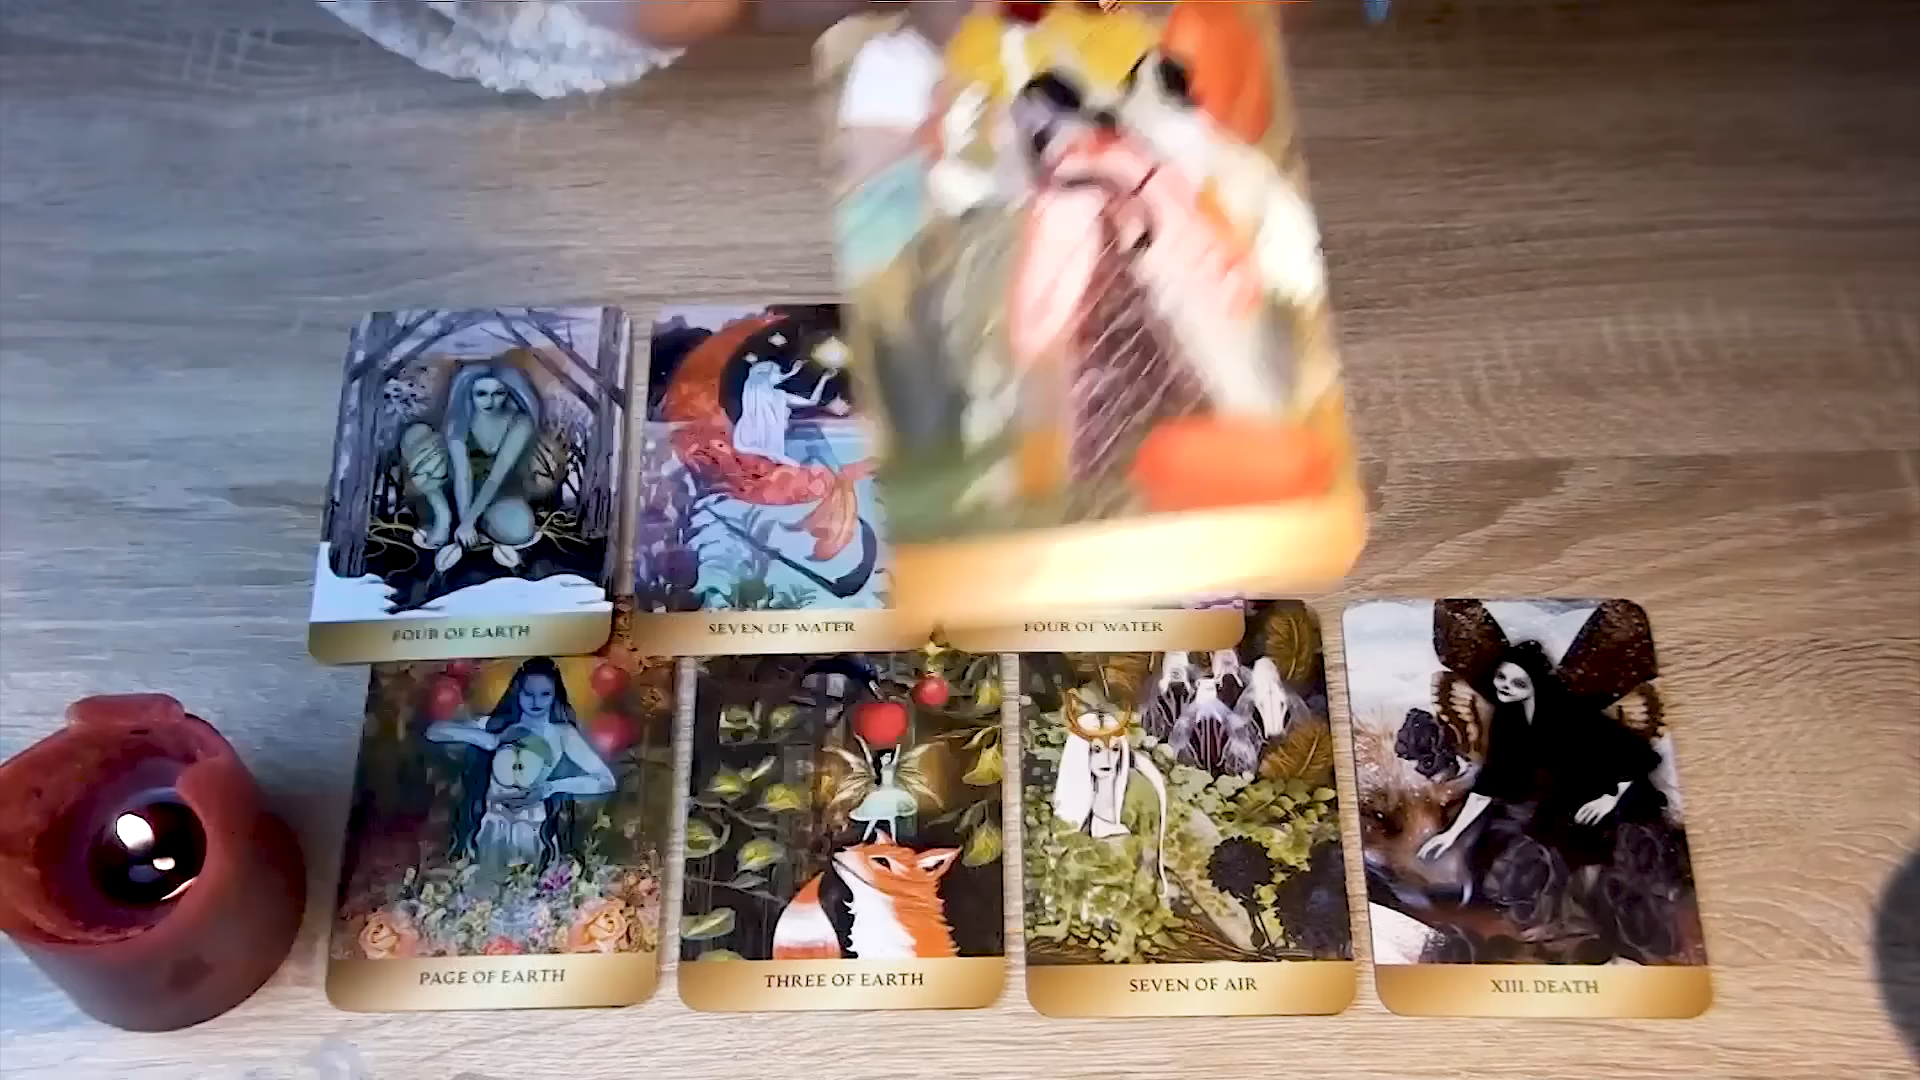 FOUR OF EARTH
SEVEN OF WATER
FOUR OF WATER
PAGE OF EARTH
THREE OF EARTH
SEVEN OF AIR
XIII. DEATH